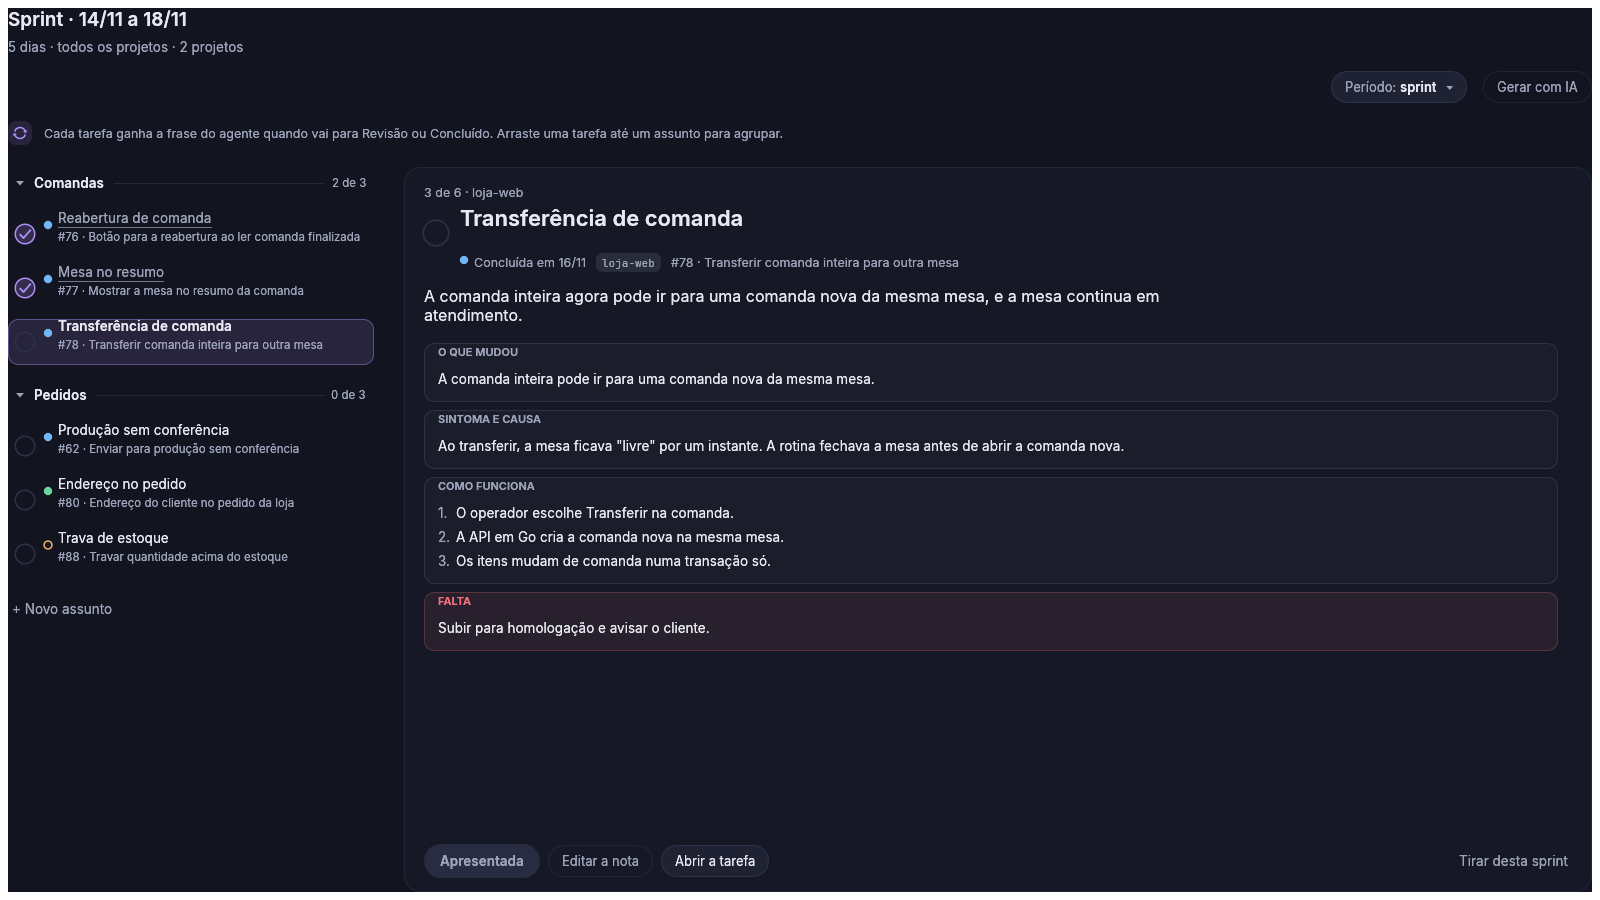 Sprint · 14/11 a 18/11
5 dias · todos os projetos · 2 projetos
Período: sprint
Gerar com IA
Cada tarefa ganha a frase do agente quando vai para Revisão ou Concluído. Arraste uma tarefa até um assunto para agrupar.
Comandas 2 de 3
Reabertura de comanda
#76 · Botão para a reabertura ao ler comanda finalizada
Mesa no resumo
#77 · Mostrar a mesa no resumo da comanda
Transferência de comanda
#78 · Transferir comanda inteira para outra mesa
Pedidos 0 de 3
Produção sem conferência
#62 · Enviar para produção sem conferência
Endereço no pedido
#80 · Endereço do cliente no pedido da loja
Trava de estoque
#88 · Travar quantidade acima do estoque
+ Novo assunto
3 de 6 · loja-web
Transferência de comanda
Concluída em 16/11 loja-web #78 · Transferir comanda inteira para outra mesa
A comanda inteira agora pode ir para uma comanda nova da mesma mesa, e a mesa continua em
atendimento.
O QUE MUDOU
A comanda inteira pode ir para uma comanda nova da mesma mesa.
SINTOMA E CAUSA
Ao transferir, a mesa ficava "livre" por um instante. A rotina fechava a mesa antes de abrir a comanda nova.
COMO FUNCIONA
1. O operador escolhe Transferir na comanda.
2. A API em Go cria a comanda nova na mesma mesa.
3. Os itens mudam de comanda numa transação só.
FALTA
Subir para homologação e avisar o cliente.
Apresentada
Editar a nota
Abrir a tarefa
Tirar desta sprint